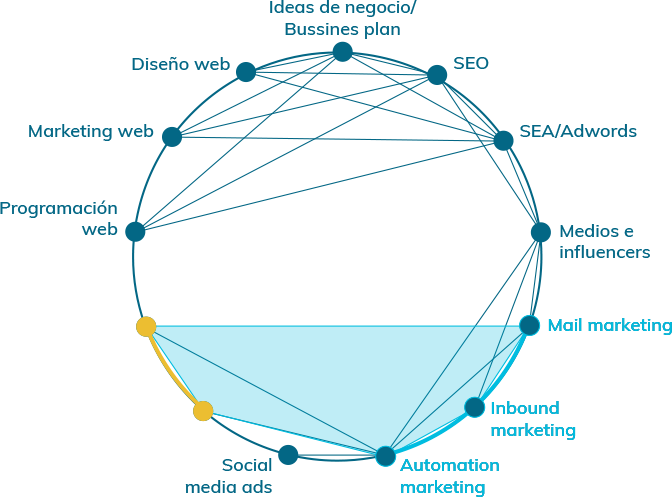 Ideas de negocio/
Bussines plan
Diseño web
SEO
Marketing web
SEA/Adwords
Programación
web
Medios e
influencers
Mail marketing
Inbound
marketing
Social
media ads
Automation
marketing